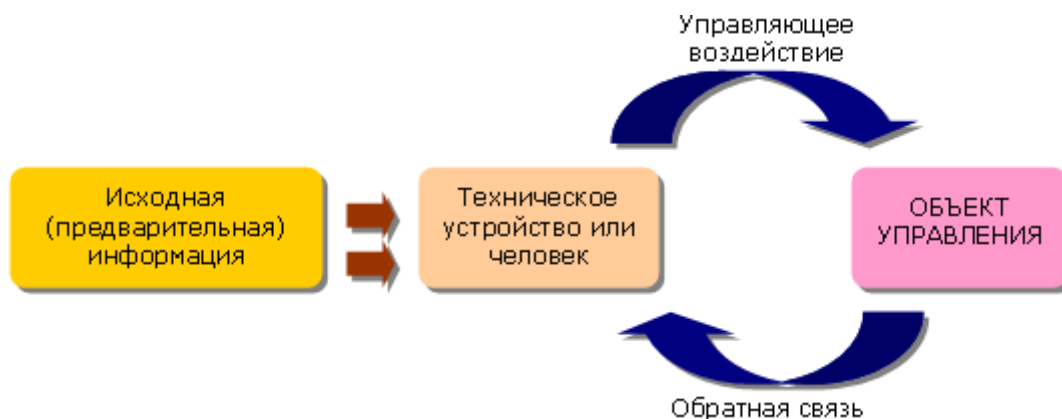 Управляющее
воздействие
Исходная
(предварительная)
информация
Техническое
устройство или
человек
ОБЪЕКТ
УПРАВЛЕНИЯ
Обратная связь